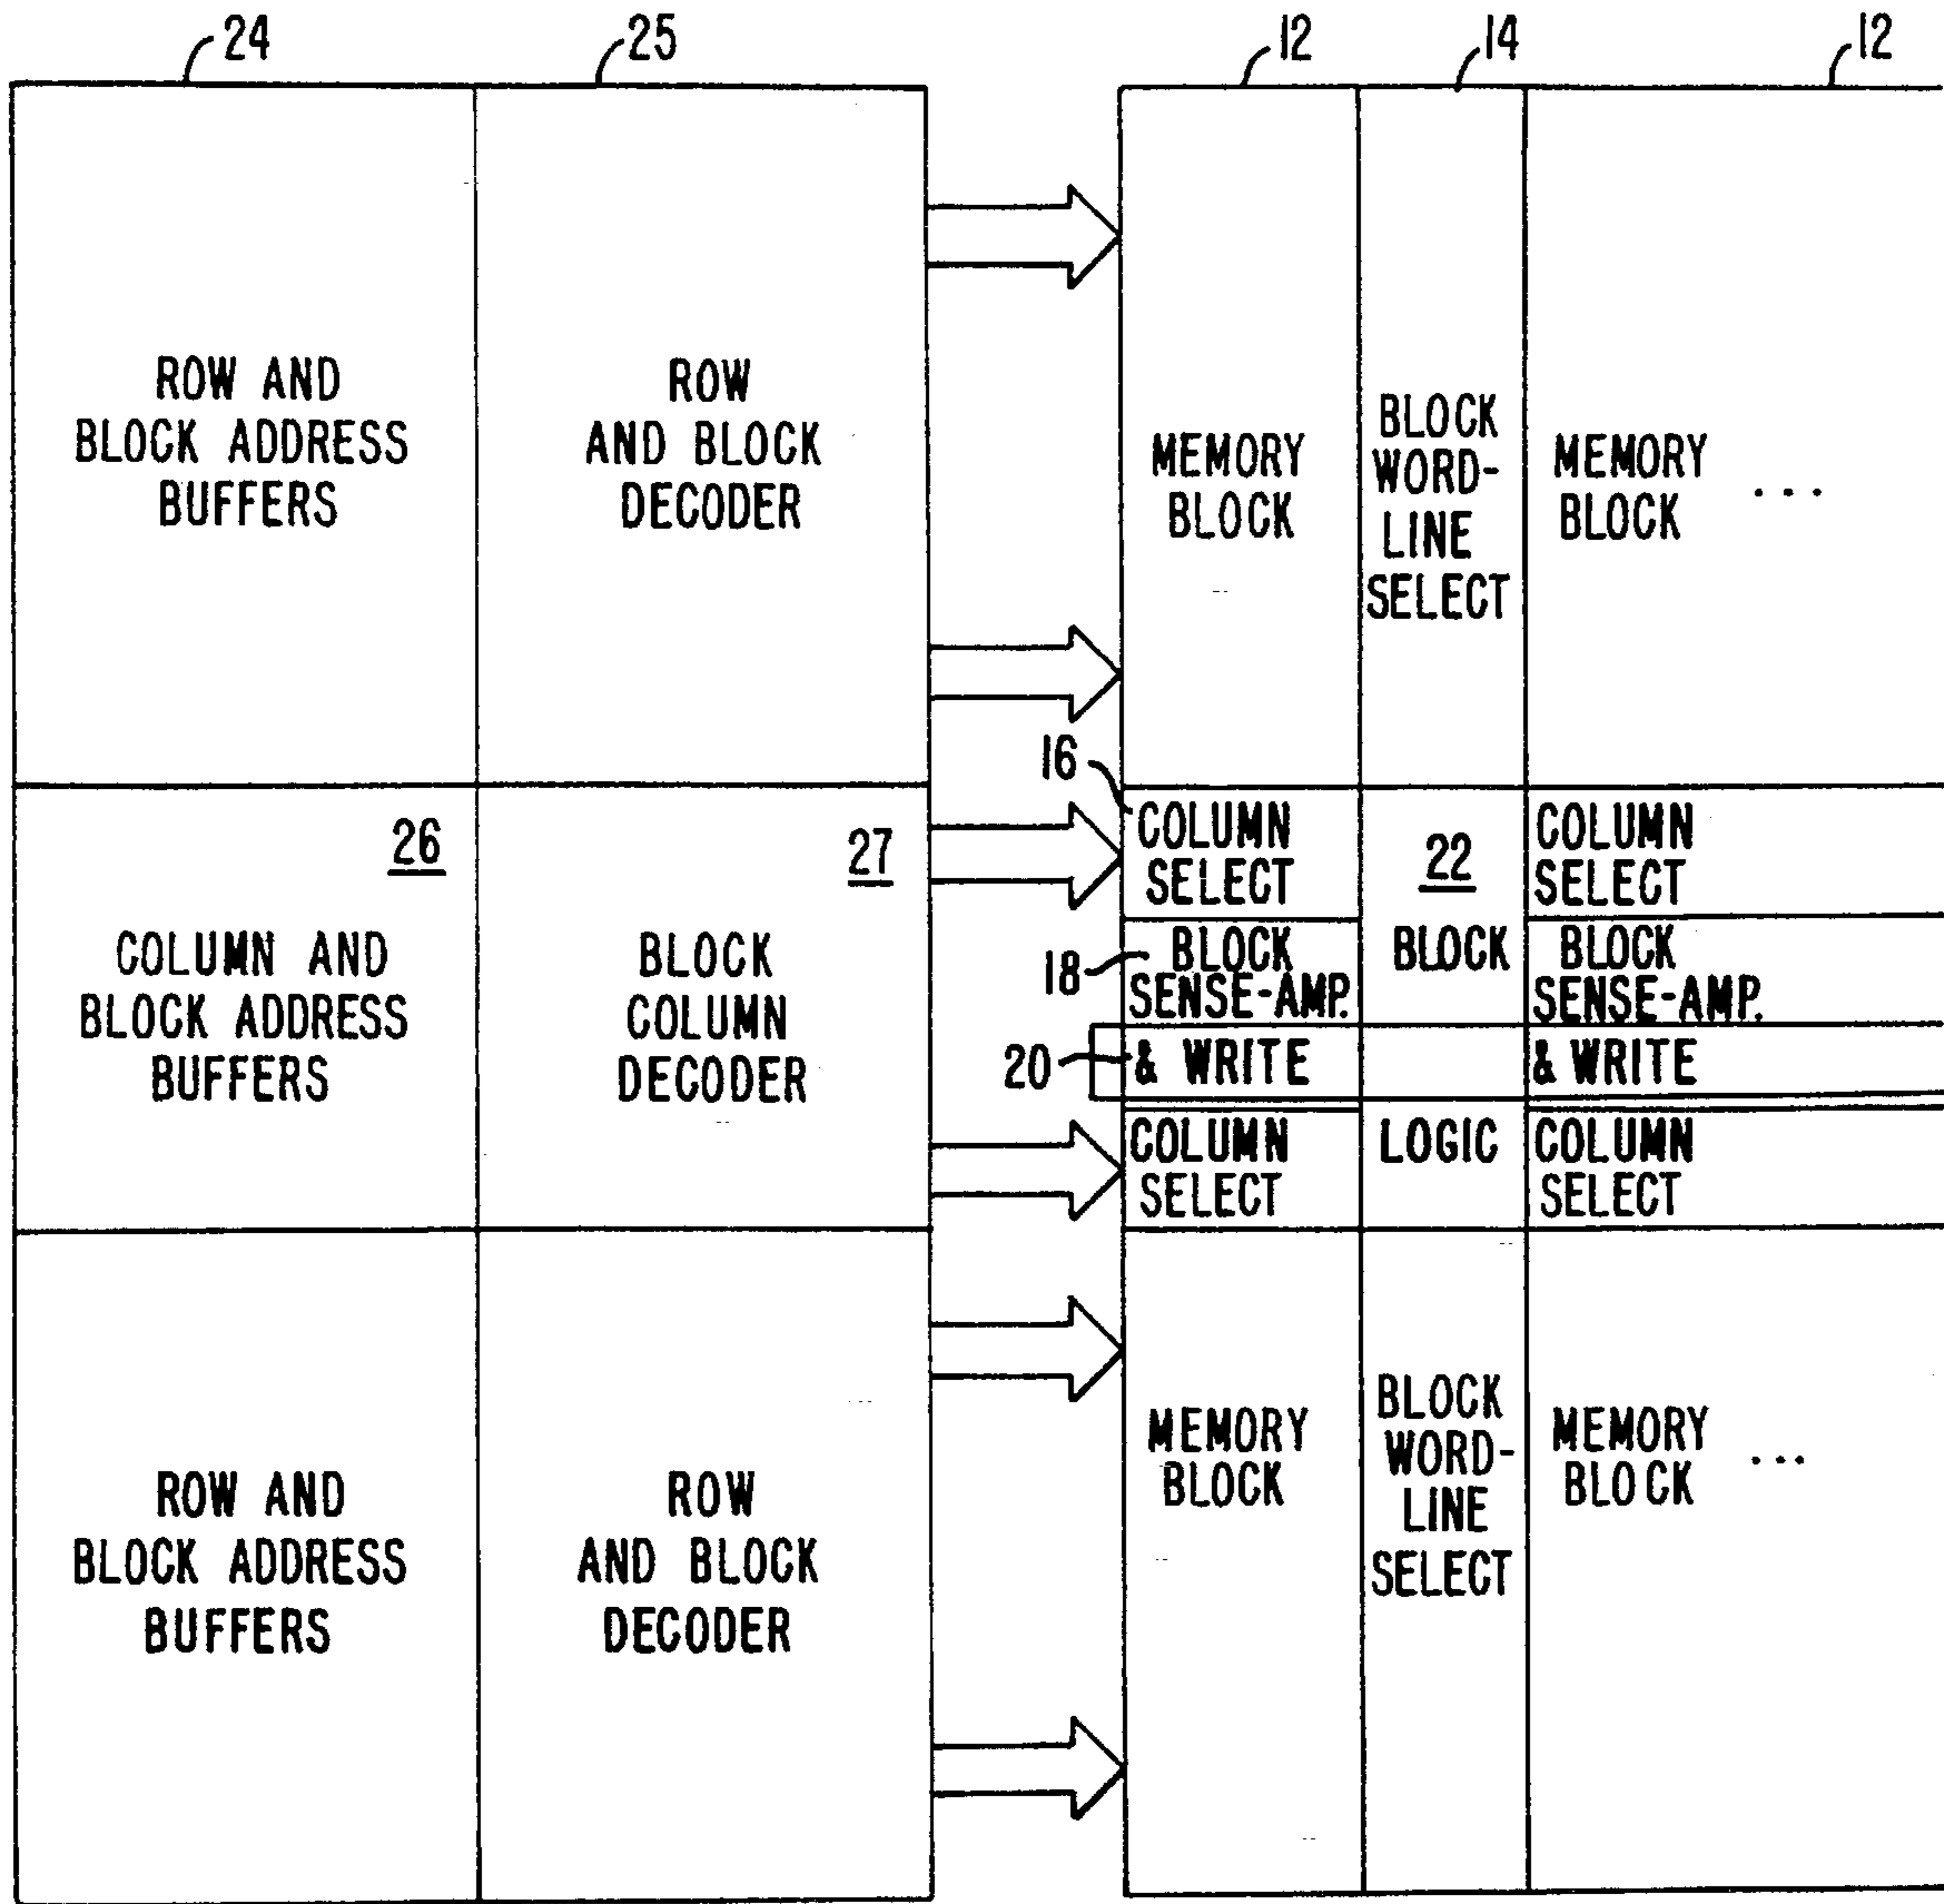 24
25
12
14
12
ROW AND
BLOCK ADDRESS
BUFFERS
ROW
AND BLOCK
DECODER
MEMORY
BLOCK
BLOCK
WORD-
LINE
SELECT
MEMORY
BLOCK ...
26
COLUMN AND
BLOCK ADDRESS
BUFFERS
27
BLOCK
COLUMN
DECODER
16
COLUMN
SELECT
18
BLOCK
SENSE-AMP.
20
& WRITE
COLUMN
SELECT
22
BLOCK
LOGIC
COLUMN
SELECT
BLOCK
SENSE-AMP.
& WRITE
COLUMN
SELECT
ROW AND
BLOCK ADDRESS
BUFFERS
ROW
AND BLOCK
DECODER
MEMORY
BLOCK
BLOCK
WORD-
LINE
SELECT
MEMORY
BLOCK ...